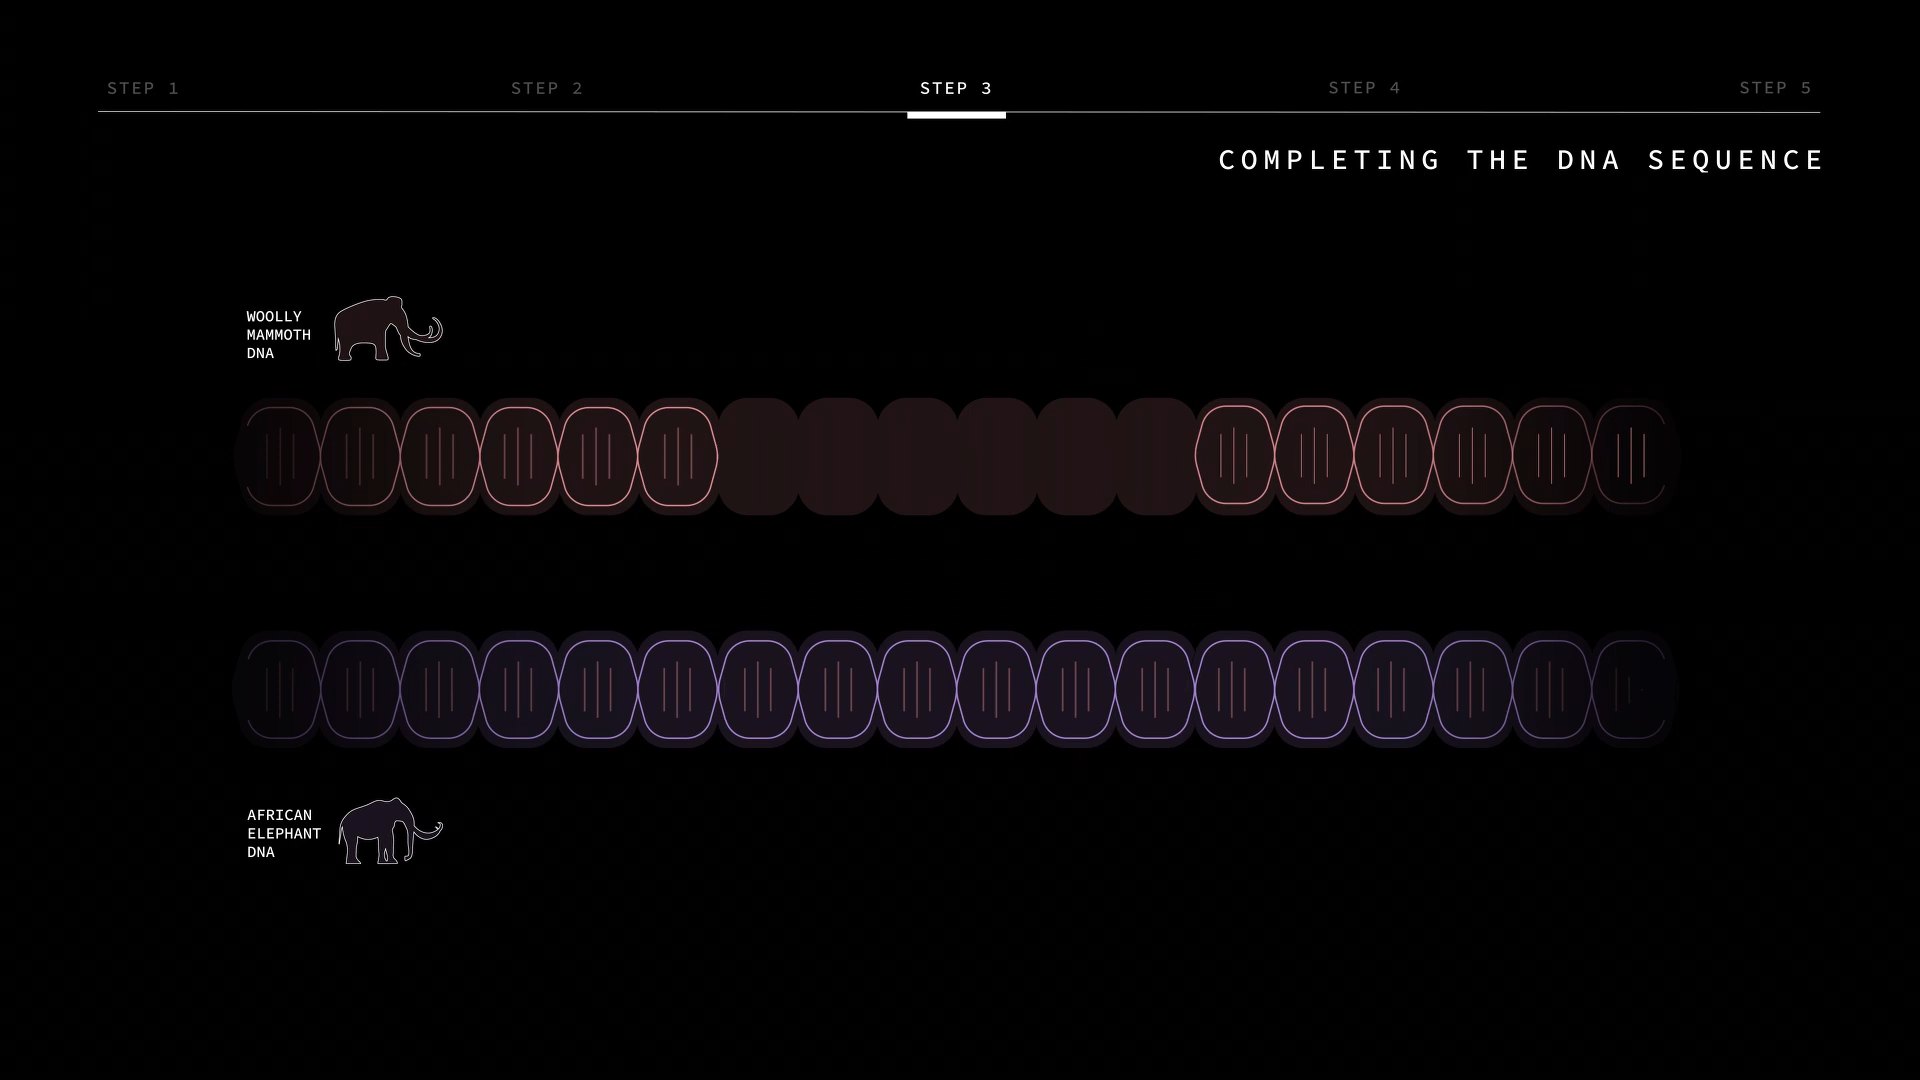 STEP 1
STEP 2
STEP 3
STEP 4
STEP 5
COMPLETING THE DNA SEQUENCE
WOOLLY
MAMMOTH
DNA
AFRICAN
ELEPHANT
DNA